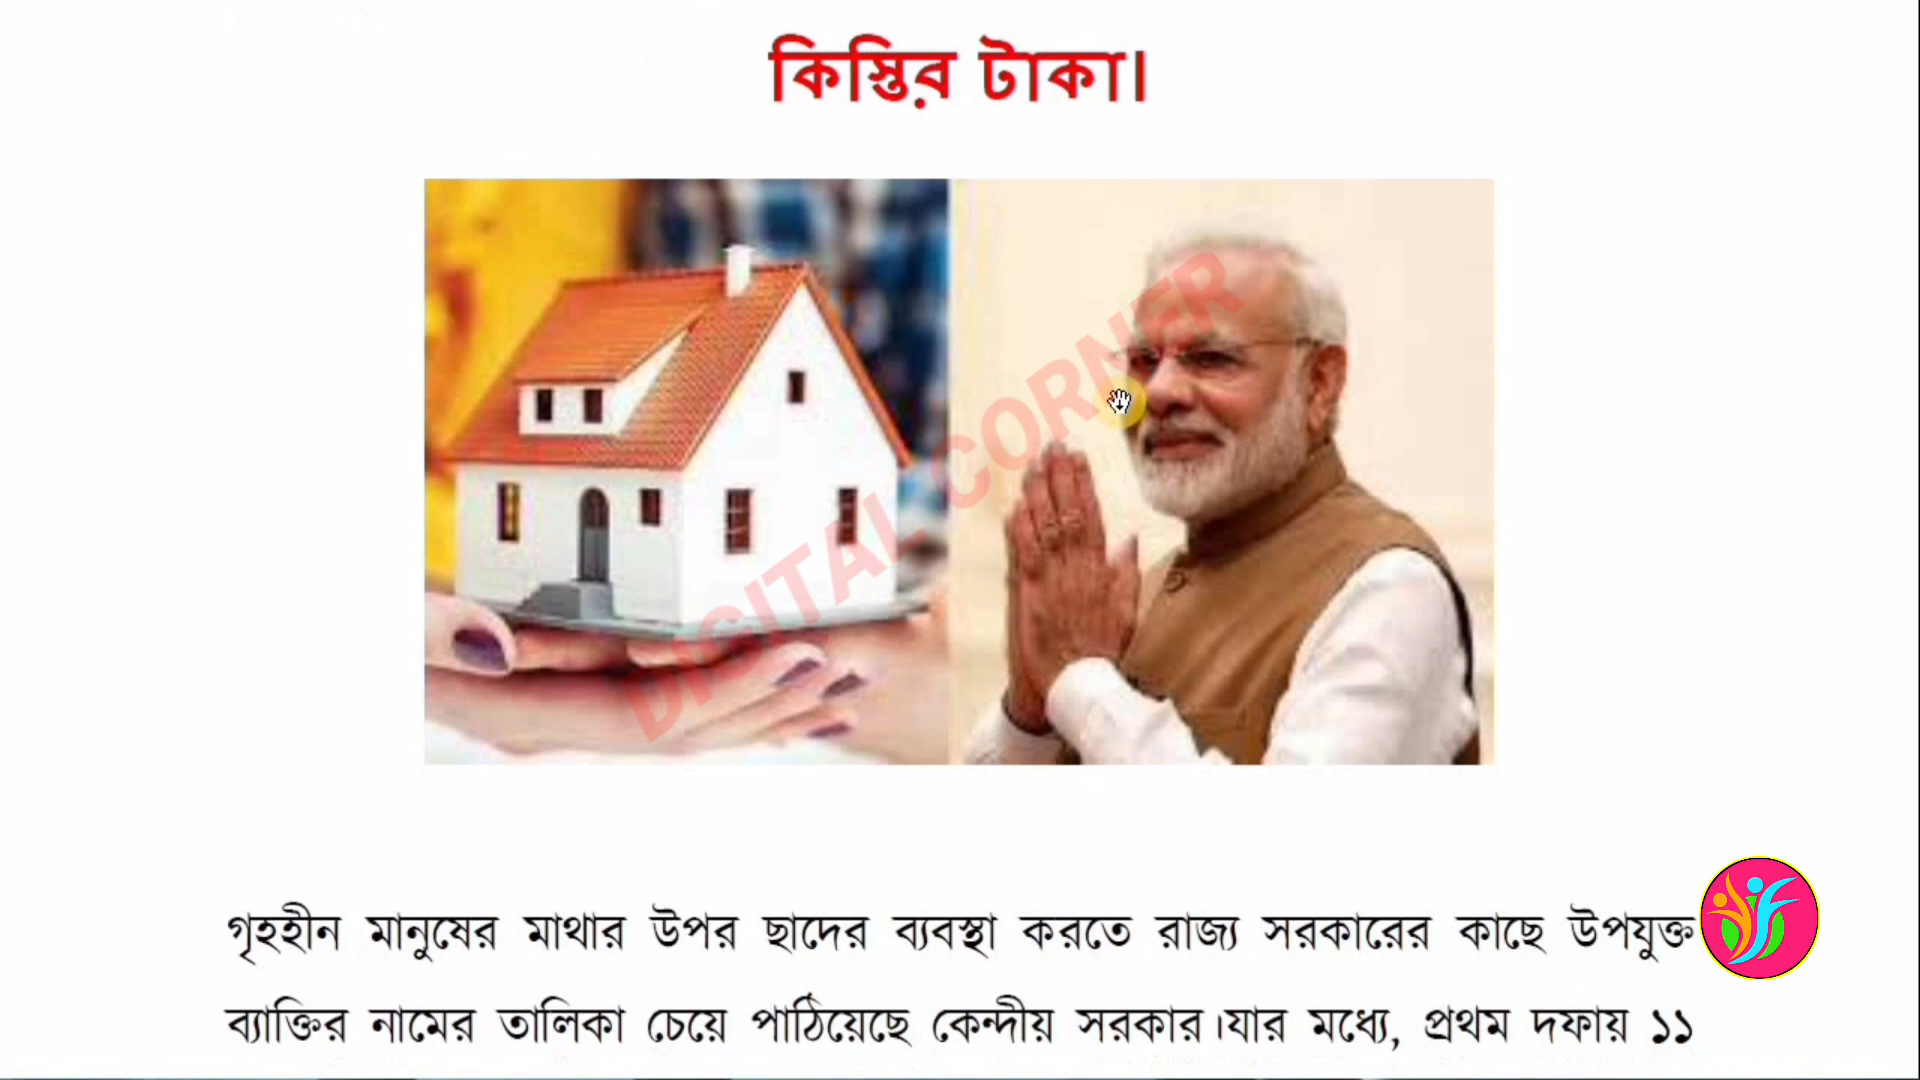 কিস্তির টাকা।
DIGITAL CORNER
গৃহহীন মানুষের মাথার উপর ছাদের ব্যবস্থা করতে রাজ্য সরকারের কাছে উপযুক্ত
ব্যাক্তির নামের তালিকা চেয়ে পাঠিয়েছে কেন্দীয় সরকার।যার মধ্যে, প্রথম দফায় ১১